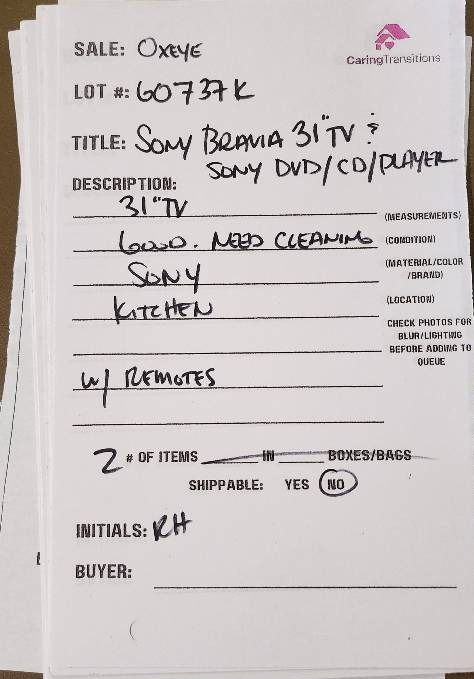 SALE: OXEYE
CaringTransitions
LOT #: 60737K
TITLE: SONY BRAVIA 31" TV &
SONY DVD/CD/PLAYER
DESCRIPTION:
31" TV (MEASUREMENTS)
GOOD. NEED CLEANING (CONDITION)
SONY (MATERIAL/COLOR
/BRAND)
KITCHEN (LOCATION)
CHECK PHOTOS FOR
BLUR/LIGHTING
BEFORE ADDING TO
QUEUE
W/ REMOTES
2 # OF ITEMS IN BOXES/BAGS
SHIPPABLE: YES NO
INITIALS: RH
BUYER: